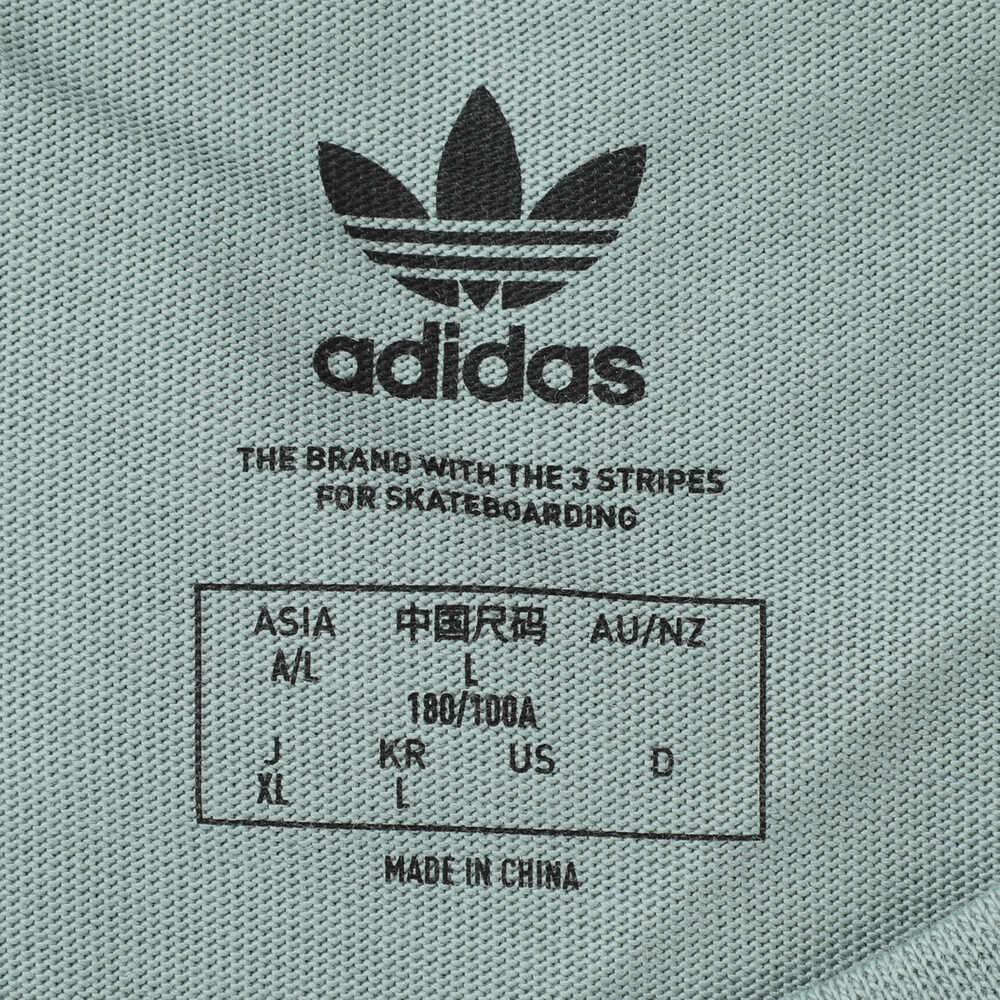 adidas
THE BRAND WITH THE 3 STRIPES
FOR SKATEBOARDING
ASIA 中国尺码 AU/NZ
A/L L
180/100A
J KR US D
XL L
MADE IN CHINA